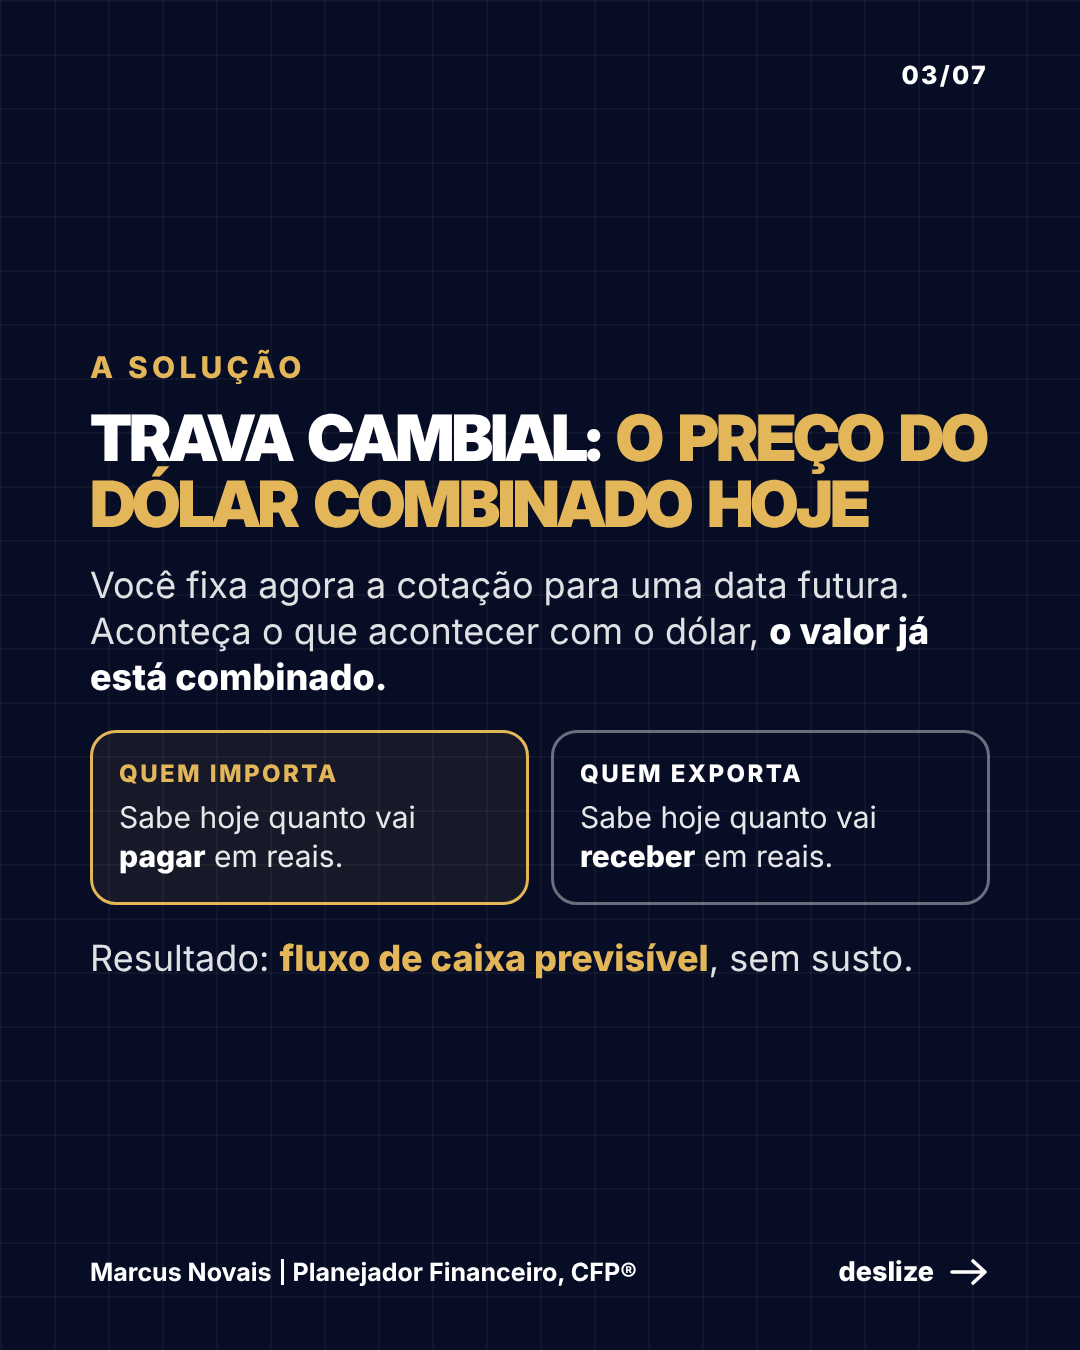 03/07
A SOLUÇÃO
TRAVA CAMBIAL: O PREÇO DO
DÓLAR COMBINADO HOJE
Você fixa agora a cotação para uma data futura.
Aconteça o que acontecer com o dólar, o valor já
está combinado.
QUEM IMPORTA
Sabe hoje quanto vai
pagar em reais.
QUEM EXPORTA
Sabe hoje quanto vai
receber em reais.
Resultado: fluxo de caixa previsível, sem susto.
Marcus Novais | Planejador Financeiro, CFP®
deslize →